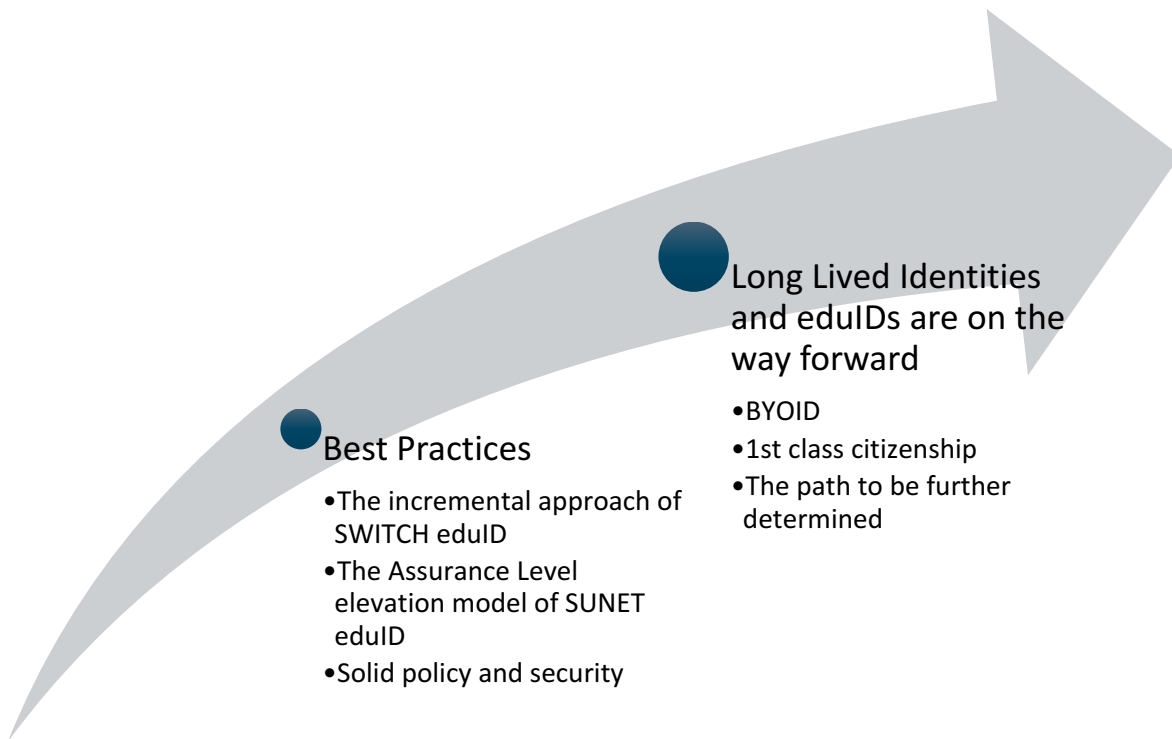 Best Practices
•The incremental approach of
SWITCH eduID
•The Assurance Level
elevation model of SUNET
eduID
•Solid policy and security
Long Lived Identities
and eduIDs are on the
way forward
•BYOID
•1st class citizenship
•The path to be further
determined